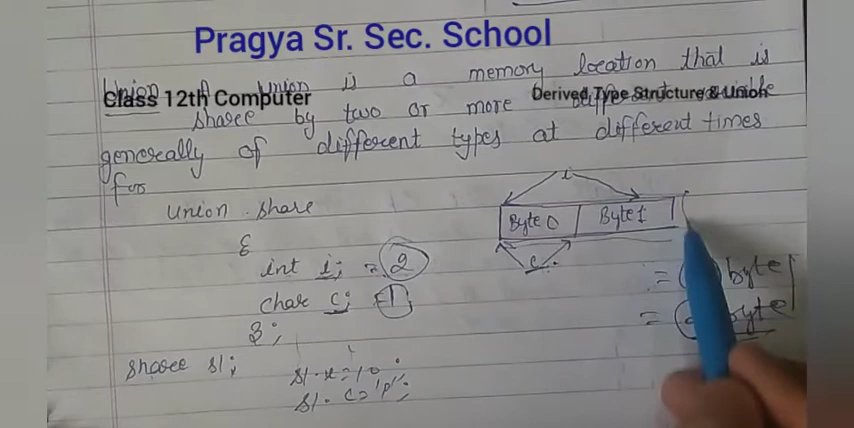 Pragya Sr. Sec. School
Union A Union is a memory location that is
Class 12th Computer
Derived Type Structure & Union
sharee by two or more different variable
generally of different types at different times
for
Union share
{
int i; = 2
char c; = 1
};
Byte 0 Byte 1
i
c
= byte
= byte
sharee s1;
s1.x=10;
s1.c='p';